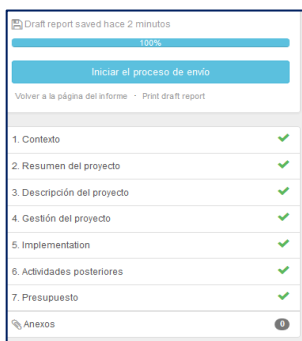 Draft report saved hace 2 minutos
100%
Iniciar el proceso de envío
Volver a la página del informe · Print draft report
1. Contexto
2. Resumen del proyecto
3. Descripción del proyecto
4. Gestión del proyecto
5. Implementation
6. Actividades posteriores
7. Presupuesto
Anexos 0